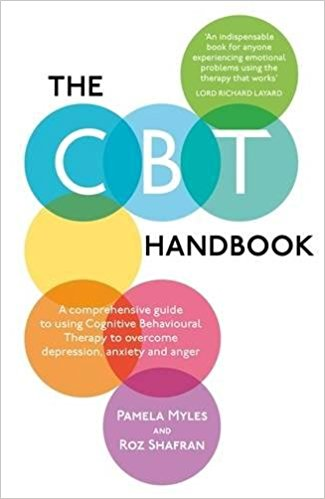 'An indispensable
book for anyone
experiencing emotional
problems using the
therapy that works'
LORD RICHARD LAYARD
THE
CBT
HANDBOOK
A comprehensive guide
to using Cognitive Behavioural
Therapy to overcome
depression, anxiety and anger
PAMELA MYLES
AND
ROZ SHAFRAN